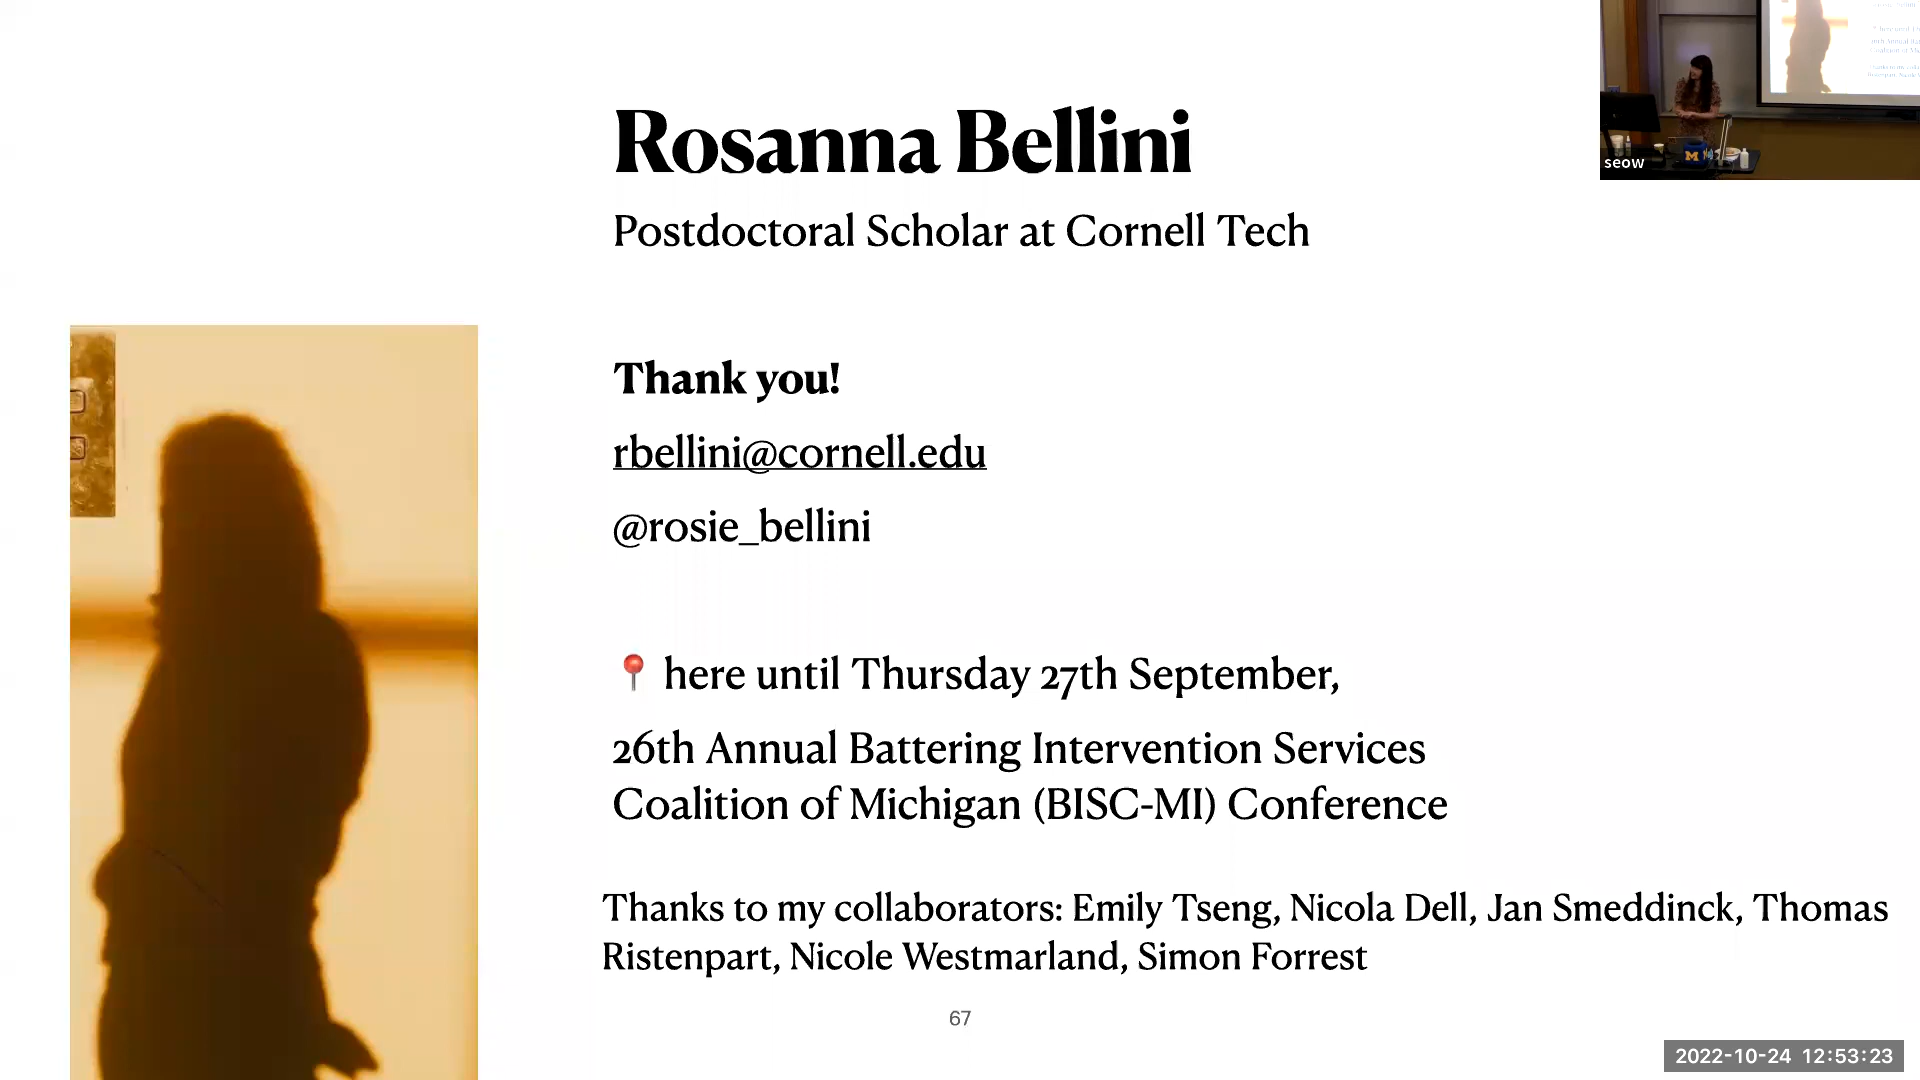 Rosanna Bellini
Postdoctoral Scholar at Cornell Tech
Thank you!
rbellini@cornell.edu
@rosie_bellini
📍 here until Thursday 27th September,
26th Annual Battering Intervention Services
Coalition of Michigan (BISC-MI) Conference
Thanks to my collaborators: Emily Tseng, Nicola Dell, Jan Smeddinck, Thomas
Ristenpart, Nicole Westmarland, Simon Forrest
67
seow
M
2022-10-24 12:53:23